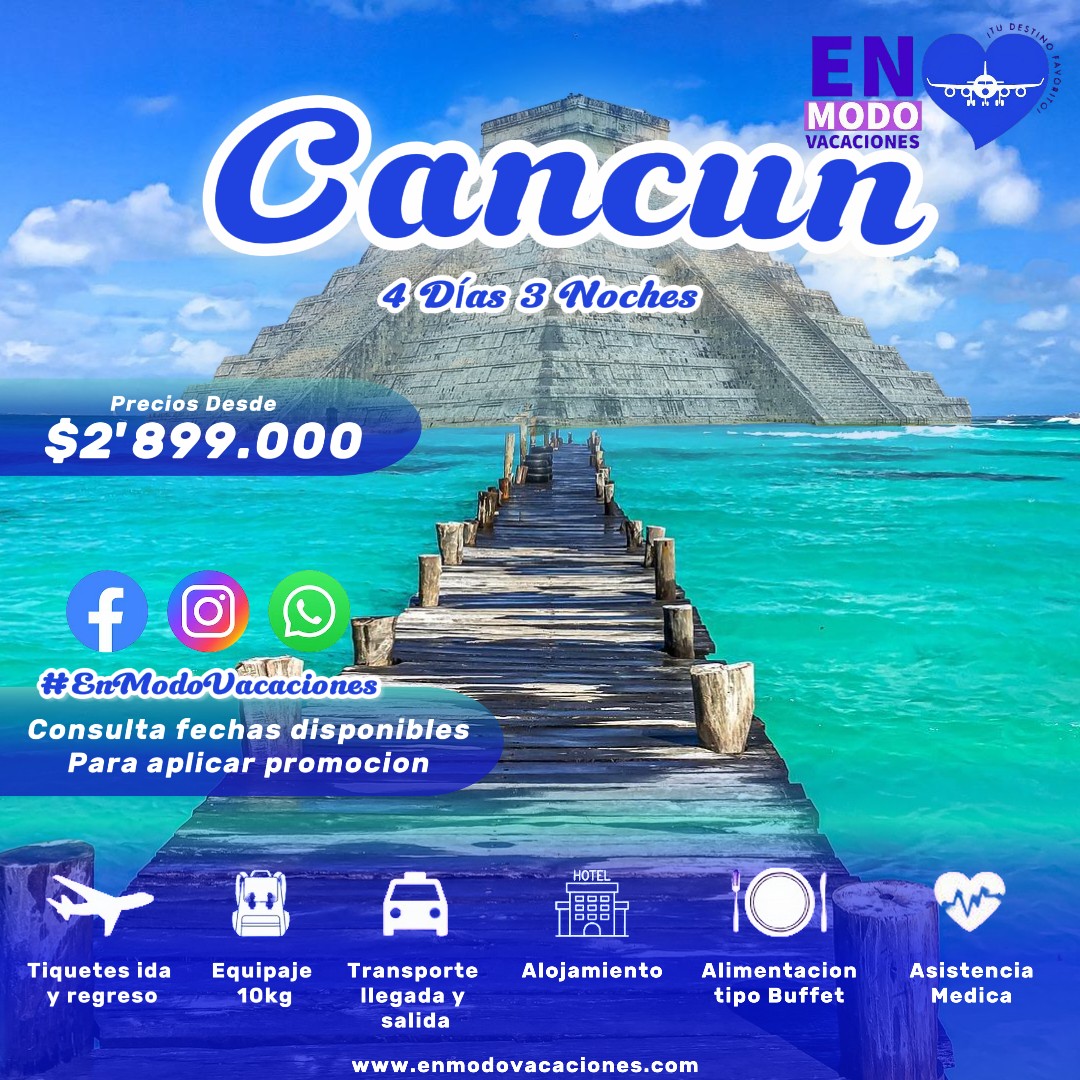 EN
MODO
VACACIONES
¡TU DESTINO FAVORITO!
Cancun
4 Días 3 Noches
Precios Desde
$2'899.000
#EnModoVacaciones
Consulta fechas disponibles
Para aplicar promocion
HOTEL
Tiquetes ida
y regreso
Equipaje
10kg
Transporte
llegada y
salida
Alojamiento
Alimentacion
tipo Buffet
Asistencia
Medica
www.enmodovacaciones.com